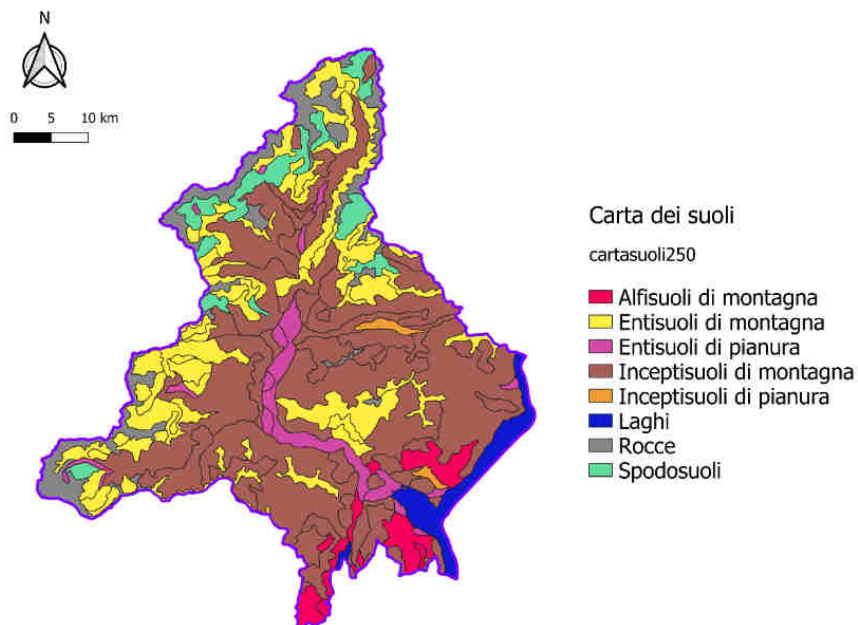 N
0 5 10 km
Carta dei suoli
cartasuoli250
Alfisuoli di montagna
Entisuoli di montagna
Entisuoli di pianura
Inceptisuoli di montagna
Inceptisuoli di pianura
Laghi
Rocce
Spodosuoli